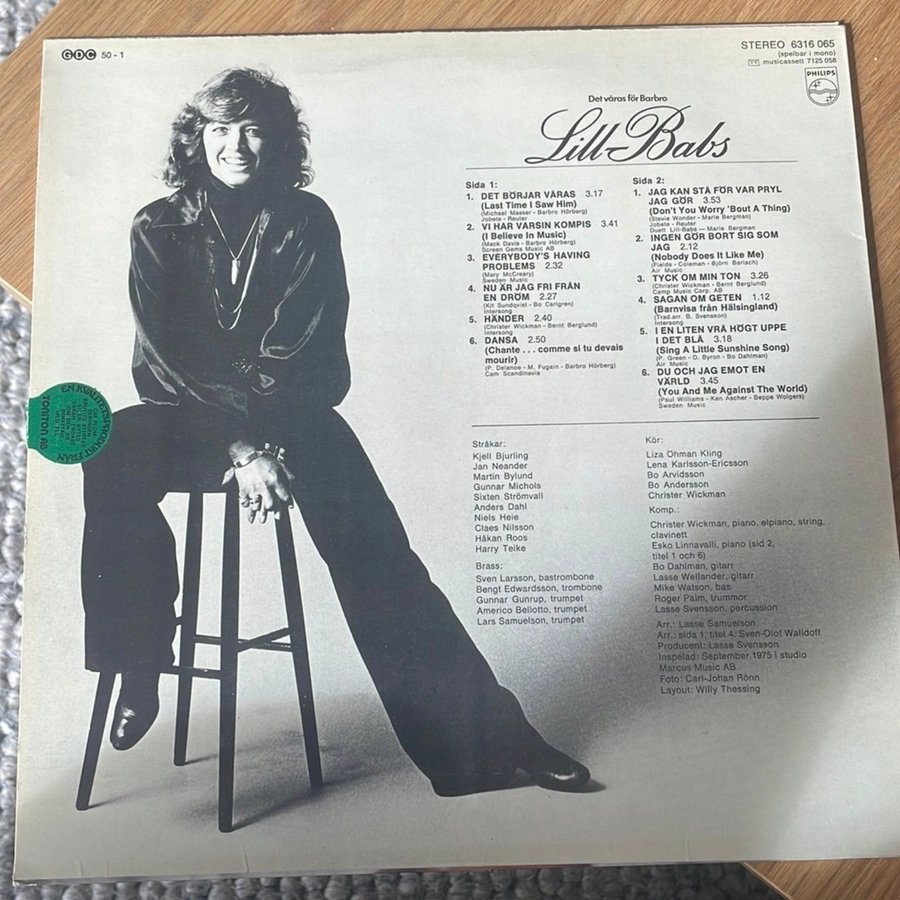 GDC 50-1
STEREO 6316 065
(spelbar i mono)
musicassett 7125 058
PHILIPS
Det våras för Barbro
Lill-Babs
Sida 1:
1. DET BÖRJAR VÅRAS 3.17
(Last Time I Saw Him)
(Michael Masser - Barbro Hörberg)
Jobete - Reuter
2. VI HAR VARSIN KOMPIS 3.41
(I Believe In Music)
(Mack Davis - Barbro Hörberg)
Screen Gems Music AB
3. EVERYBODY'S HAVING
PROBLEMS 2.32
(Mary McCreary)
Sweden Music
4. NU ÄR JAG FRI FRÅN
EN DRÖM 2.27
(Kit Sundqvist - Bo Carlgren)
Intersong
5. HÄNDER 2.40
(Christer Wickman - Bernt Berglund)
Intersong
6. DANSA 2.50
(Chante . . . comme si tu devais
mourir)
(P. Delanoe - M. Fugain - Barbro Hörberg)
Cam Scandinavia
Sida 2:
1. JAG KAN STÅ FÖR VAR PRYL
JAG GÖR 3.53
(Don't You Worry 'Bout A Thing)
(Stevie Wonder - Marie Bergman)
Jobete - Reuter
Duett Lill-Babs — Marie Bergman
2. INGEN GÖR BORT SIG SOM
JAG 2.12
(Nobody Does It Like Me)
(Fields - Coleman - Björn Barlach)
Air Music
3. TYCK OM MIN TON 3.26
(Christer Wickman - Bernt Berglund)
Camp Music Corp. AB
4. SAGAN OM GETEN 1.12
(Barnvisa från Hälsingland)
(Trad.arr. B. Svensson)
Intersong
5. I EN LITEN VRÅ HÖGT UPPE
I DET BLÅ 3.18
(Sing A Little Sunshine Song)
(P. Green - D. Byron - Bo Dahlman)
Air Music
6. DU OCH JAG EMOT EN
VÄRLD 3.45
(You And Me Against The World)
(Paul Williams - Ken Ascher - Beppe Wolgers)
Sweden Music
Stråkar:
Kjell Bjurling
Jan Neander
Martin Bylund
Gunnar Michols
Sixten Strömvall
Anders Dahl
Niels Heie
Claes Nilsson
Håkan Roos
Harry Teike
Brass:
Sven Larsson, bastrombone
Bengt Edwardsson, trombone
Gunnar Gunrup, trumpet
Americo Bellotto, trumpet
Lars Samuelson, trumpet
Kör:
Liza Öhman Kling
Lena Karlsson-Ericsson
Bo Arvidsson
Bo Andersson
Christer Wickman
Komp.:
Christer Wickman, piano, elpiano, string,
clavinett
Esko Linnavalli, piano (sid 2,
titel 1 och 6)
Bo Dahlman, gitarr
Lasse Wellander, gitarr
Mike Watson, bas
Roger Palm, trummor
Lasse Svensson, percussion
Arr.: Lasse Samuelson
Arr.: sida 1, titel 4: Sven-Olof Walldoff
Producent: Lasse Svensson
Inspelad: September 1975 i studio
Marcus Music AB
Foto: Carl-Johan Rönn
Layout: Willy Thessing
EN KVALITETSPRODUKT FRÅN
TONTON AB